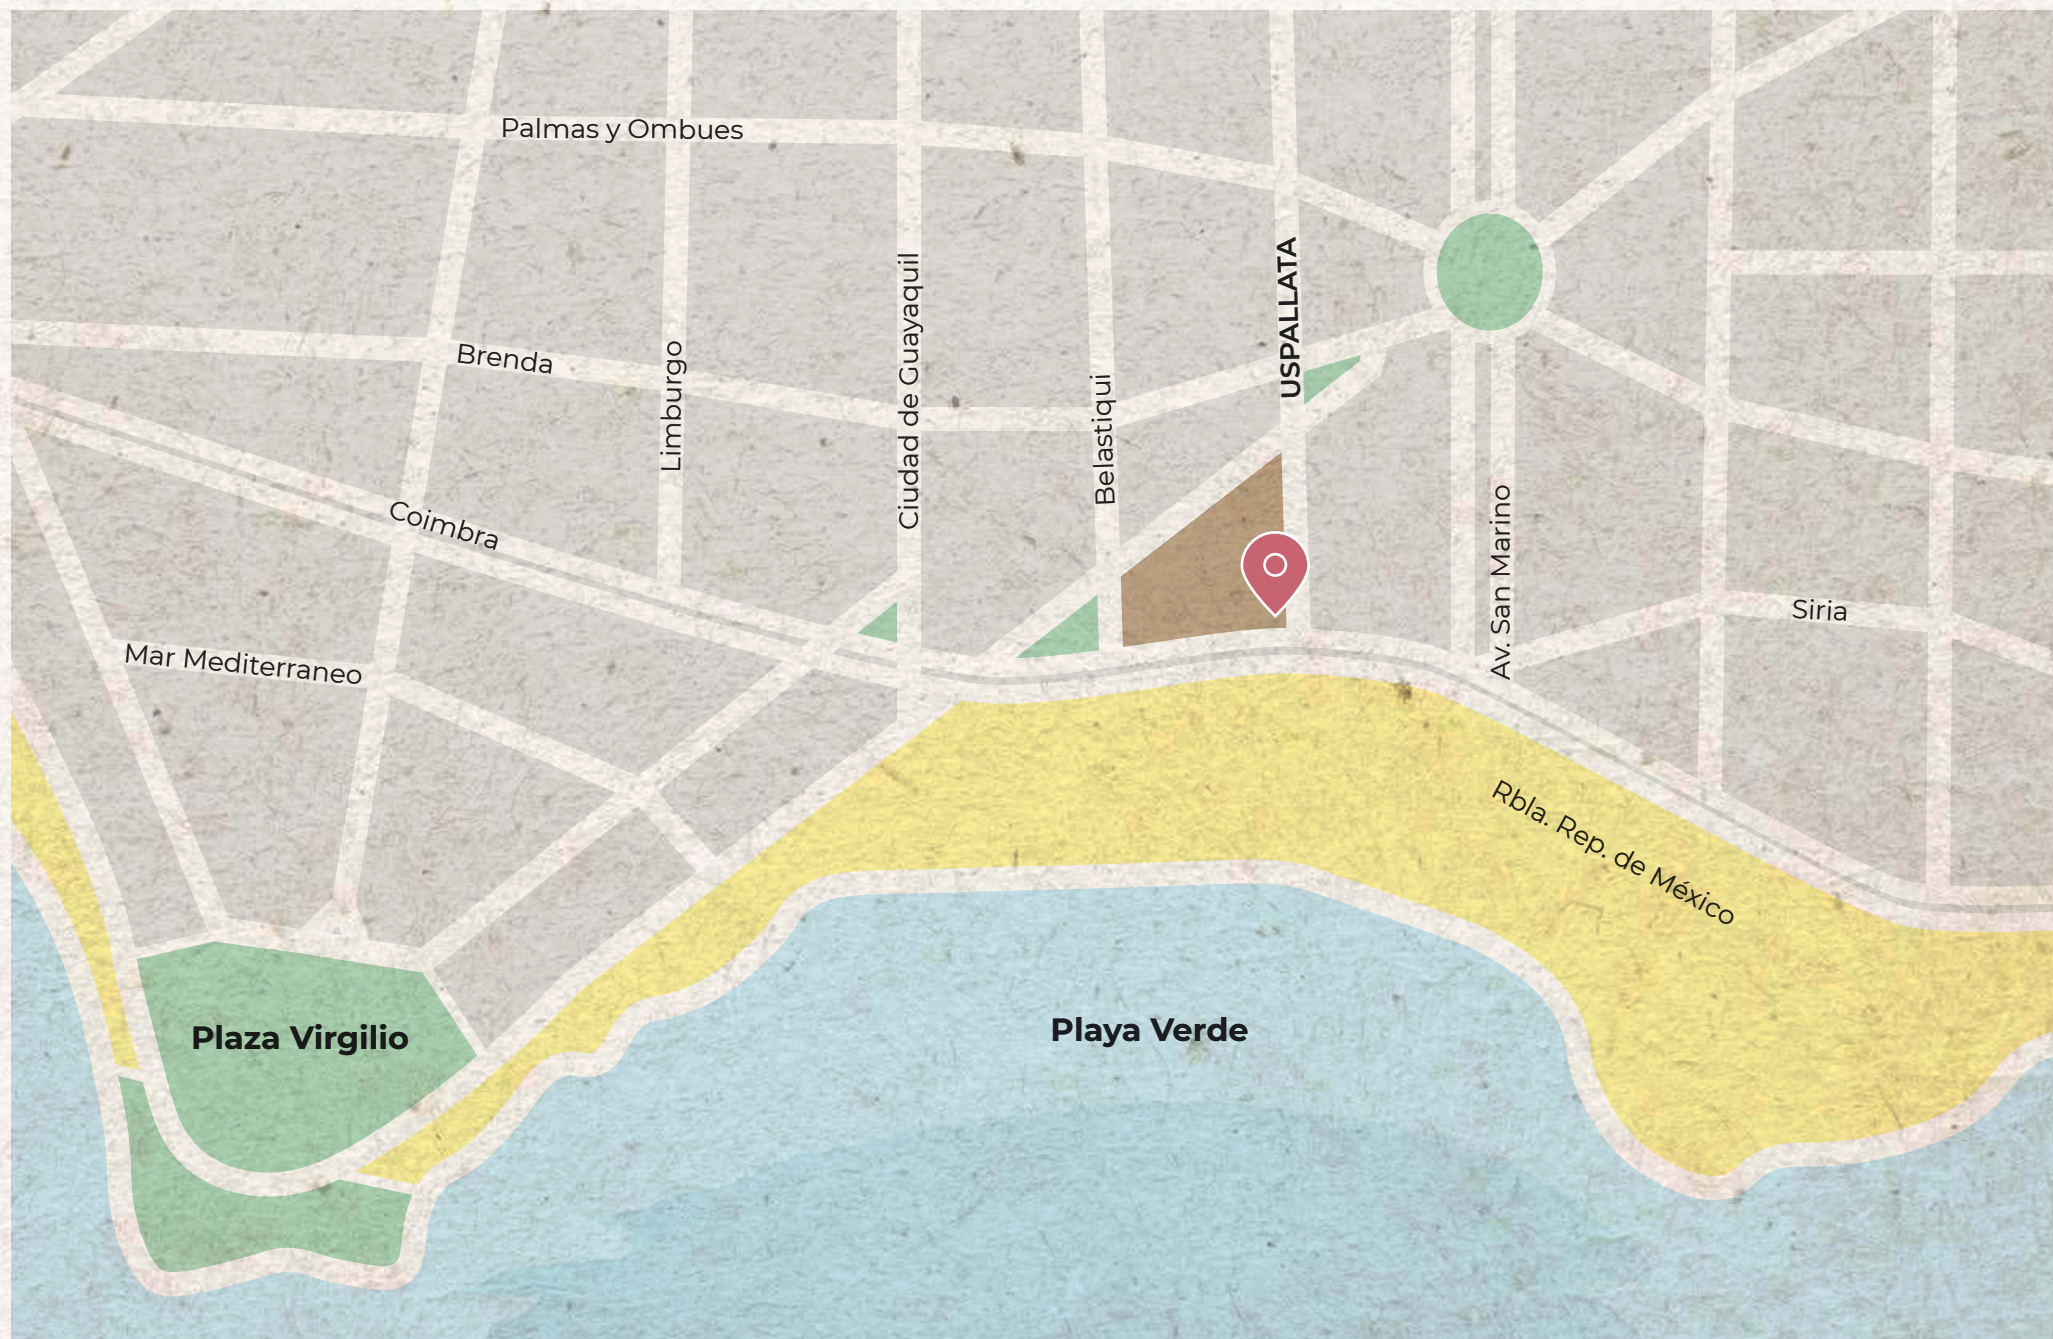 Palmas y Ombues
USPALLATA
Ciudad de Guayaquil
Brenda
Limburgo
Belastiqui
Coimbra
Av. San Marino
Siria
Mar Mediterraneo
Rbla. Rep. de México
Plaza Virgilio
Playa Verde